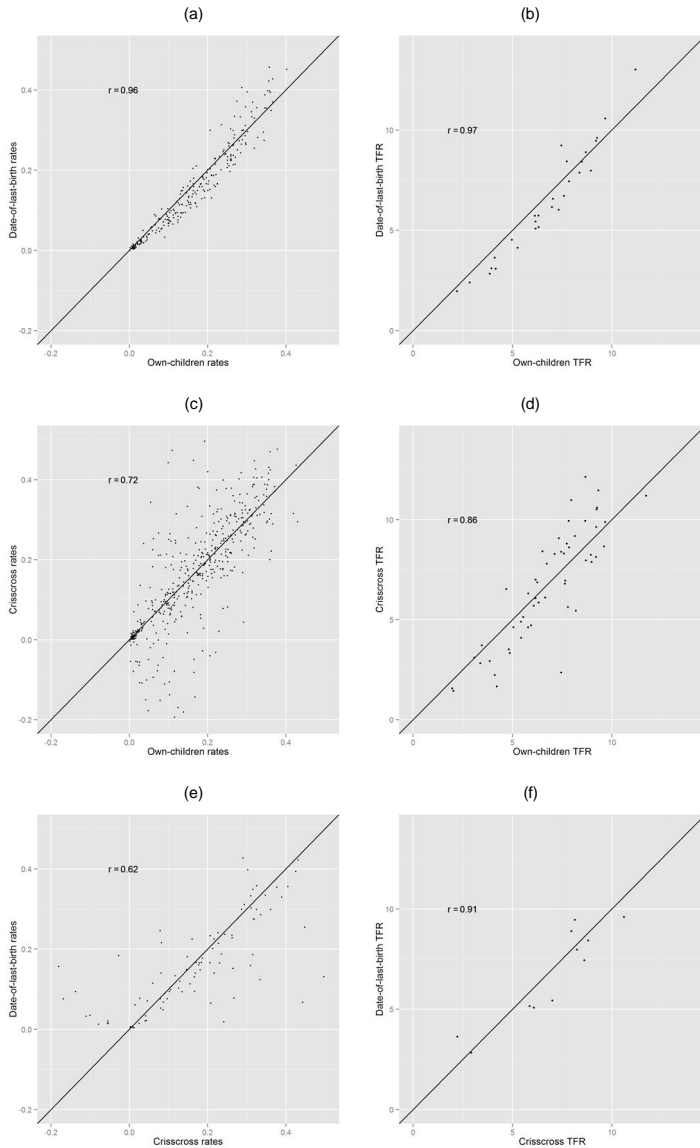 (a)
0.4
0.2
0.0
-0.2
Date-of-last-birth rates
r = 0.96
-0.2 0.0 0.2 0.4
Own-children rates
(b)
10
5
0
Date-of-last-birth TFR
r = 0.97
0 5 10
Own-children TFR
(c)
0.4
0.2
0.0
-0.2
Crisscross rates
r = 0.72
-0.2 0.0 0.2 0.4
Own-children rates
(d)
10
5
0
Crisscross TFR
r = 0.86
0 5 10
Own-children TFR
(e)
0.4
0.2
0.0
-0.2
Date-of-last-birth rates
r = 0.62
-0.2 0.0 0.2 0.4
Crisscross rates
(f)
10
5
0
Date-of-last-birth TFR
r = 0.91
0 5 10
Crisscross TFR